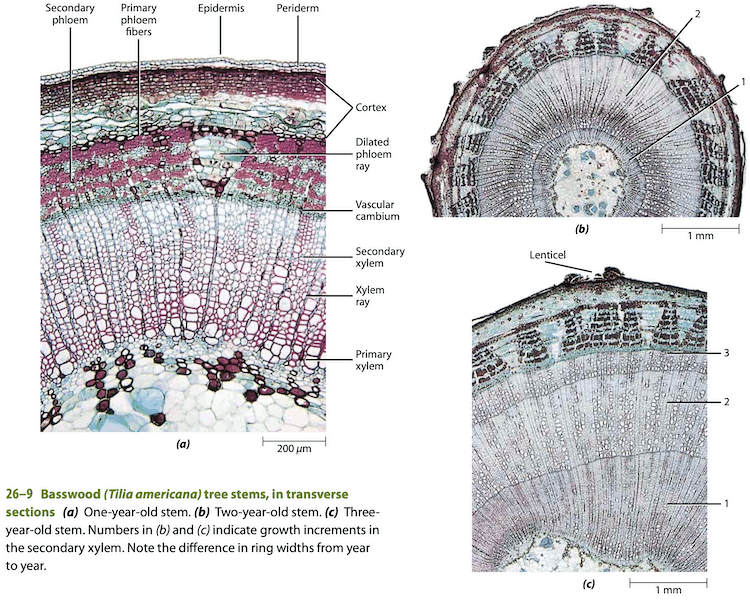 Secondary
phloem
Primary
phloem
fibers
Epidermis
Periderm
Cortex
Dilated
phloem
ray
Vascular
cambium
Secondary
xylem
Xylem
ray
Primary
xylem
(a)
200 μm
2
1
(b)
1 mm
Lenticel
3
2
1
(c)
1 mm
26–9 Basswood (Tilia americana) tree stems, in transverse
sections (a) One-year-old stem. (b) Two-year-old stem. (c) Three-
year-old stem. Numbers in (b) and (c) indicate growth increments in
the secondary xylem. Note the difference in ring widths from year
to year.